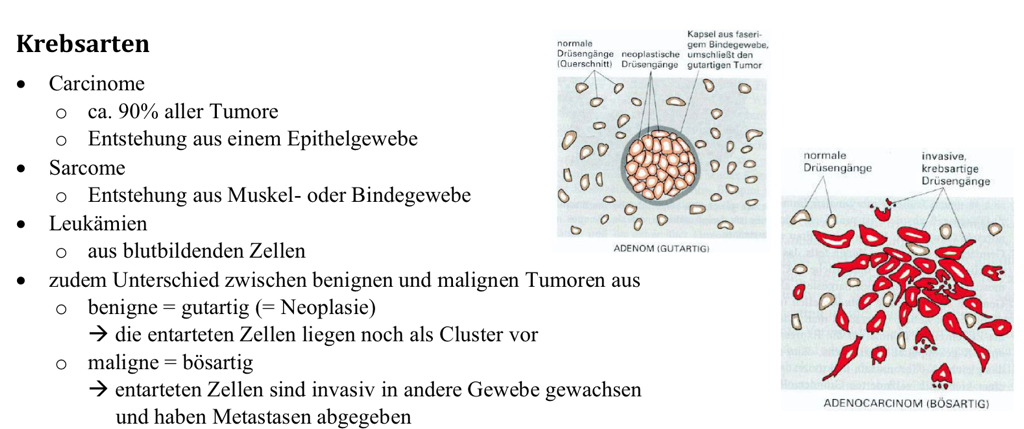 Krebsarten
• Carcinome
o ca. 90% aller Tumore
o Entstehung aus einem Epithelgewebe
• Sarcome
o Entstehung aus Muskel- oder Bindegewebe
• Leukämien
o aus blutbildenden Zellen
• zudem Unterschied zwischen benignen und malignen Tumoren aus
o benigne = gutartig (= Neoplasie)
→ die entarteten Zellen liegen noch als Cluster vor
o maligne = bösartig
→ entarteten Zellen sind invasiv in andere Gewebe gewachsen
und haben Metastasen abgegeben
normale
Drüsengänge
(Querschnitt)
neoplastische
Drüsengänge
Kapsel aus faseri-
gem Bindegewebe,
umschließt den
gutartigen Tumor
ADENOM (GUTARTIG)
normale
Drüsengänge
invasive,
krebsartige
Drüsengänge
ADENOCARCINOM (BÖSARTIG)